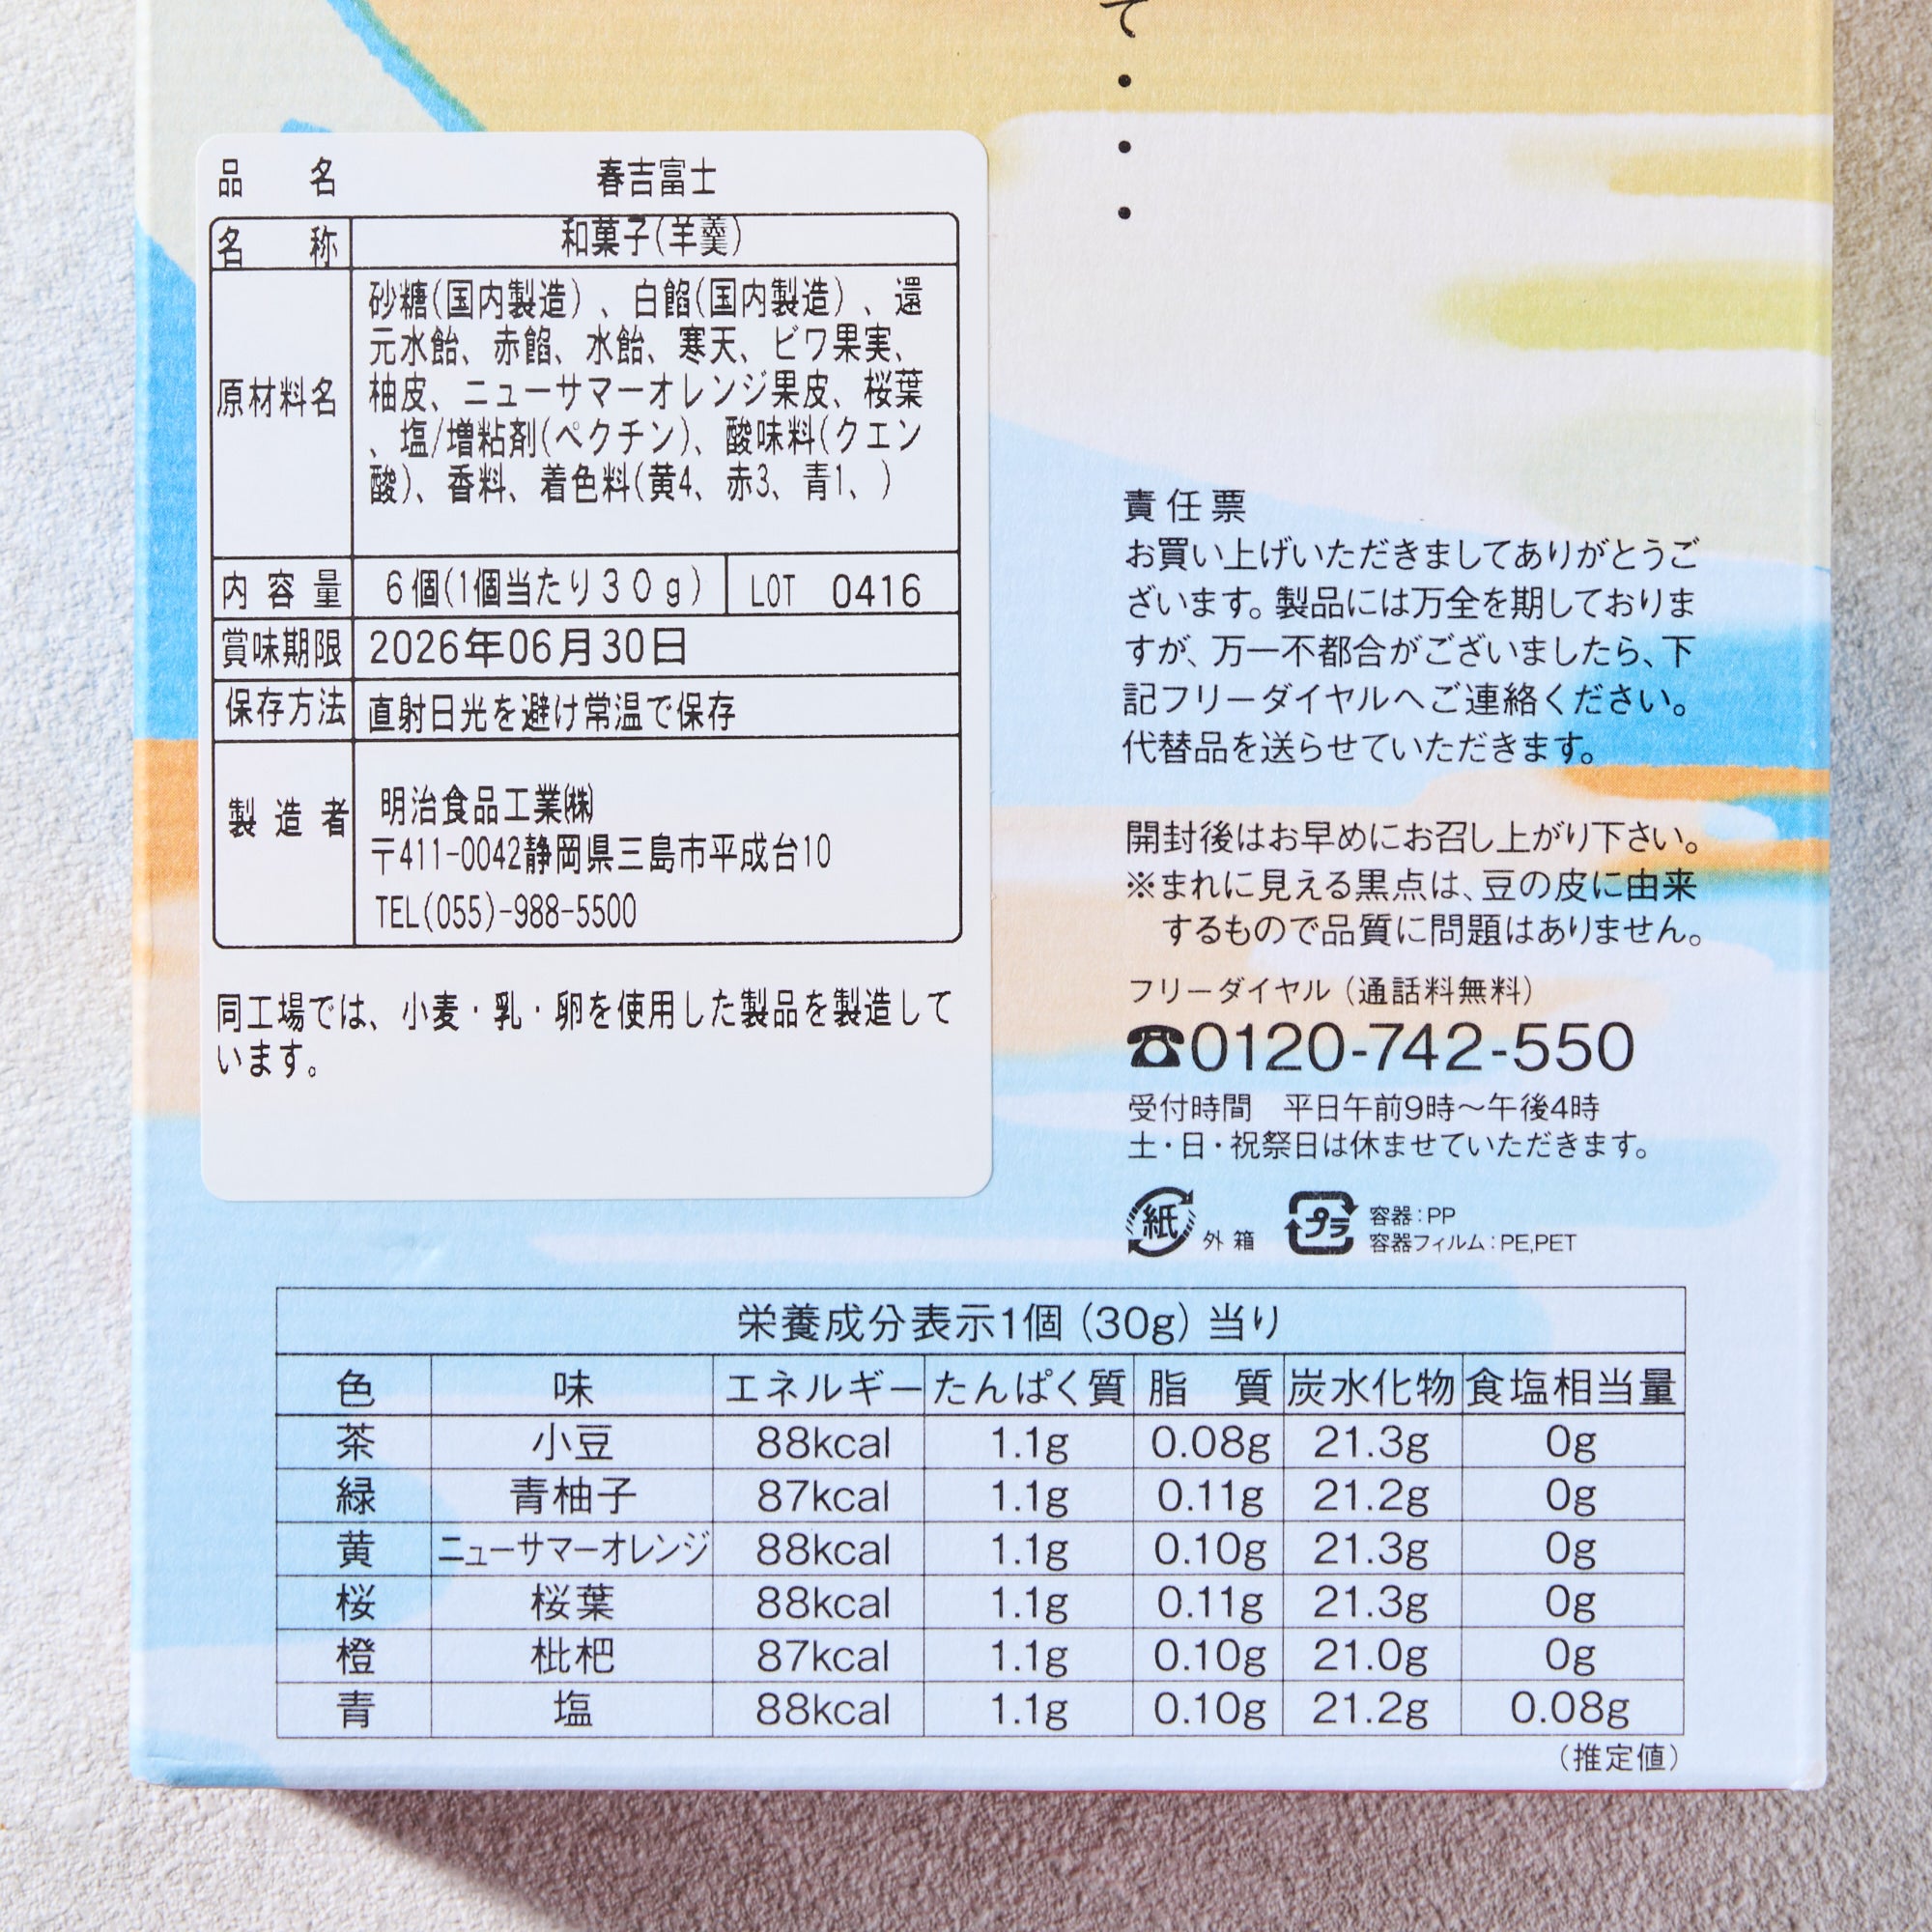 て・・・
品 名 春吉富士
名 称 和菓子(羊羹)
原材料名 砂糖(国内製造)、白餡(国内製造)、還
元水飴、赤餡、水飴、寒天、ビワ果実、
柚皮、ニューサマーオレンジ果皮、桜葉
、塩/増粘剤(ペクチン)、酸味料(クエン
酸)、香料、着色料(黄4、赤3、青1、)
内容量 6個(1個当たり30g) LOT 0416
賞味期限 2026年06月30日
保存方法 直射日光を避け常温で保存
製造者 明治食品工業㈱
〒411-0042静岡県三島市平成台10
TEL(055)-988-5500
同工場では、小麦・乳・卵を使用した製品を製造して
います。
責任票
お買い上げいただきましてありがとうご
ざいます。製品には万全を期しておりま
すが、万一不都合がございましたら、下
記フリーダイヤルへご連絡ください。
代替品を送らせていただきます。
開封後はお早めにお召し上がり下さい。
※まれに見える黒点は、豆の皮に由来
するもので品質に問題はありません。
フリーダイヤル(通話料無料)
☎0120-742-550
受付時間 平日午前9時〜午後4時
土・日・祝祭日は休ませていただきます。
紙 外箱 プラ 容器:PP
容器フィルム:PE,PET
栄養成分表示1個(30g)当り
色 味 エネルギー たんぱく質 脂 質 炭水化物 食塩相当量
茶 小豆 88kcal 1.1g 0.08g 21.3g 0g
緑 青柚子 87kcal 1.1g 0.11g 21.2g 0g
黄 ニューサマーオレンジ 88kcal 1.1g 0.10g 21.3g 0g
桜 桜葉 88kcal 1.1g 0.11g 21.3g 0g
橙 枇杷 87kcal 1.1g 0.10g 21.0g 0g
青 塩 88kcal 1.1g 0.10g 21.2g 0.08g
(推定値)